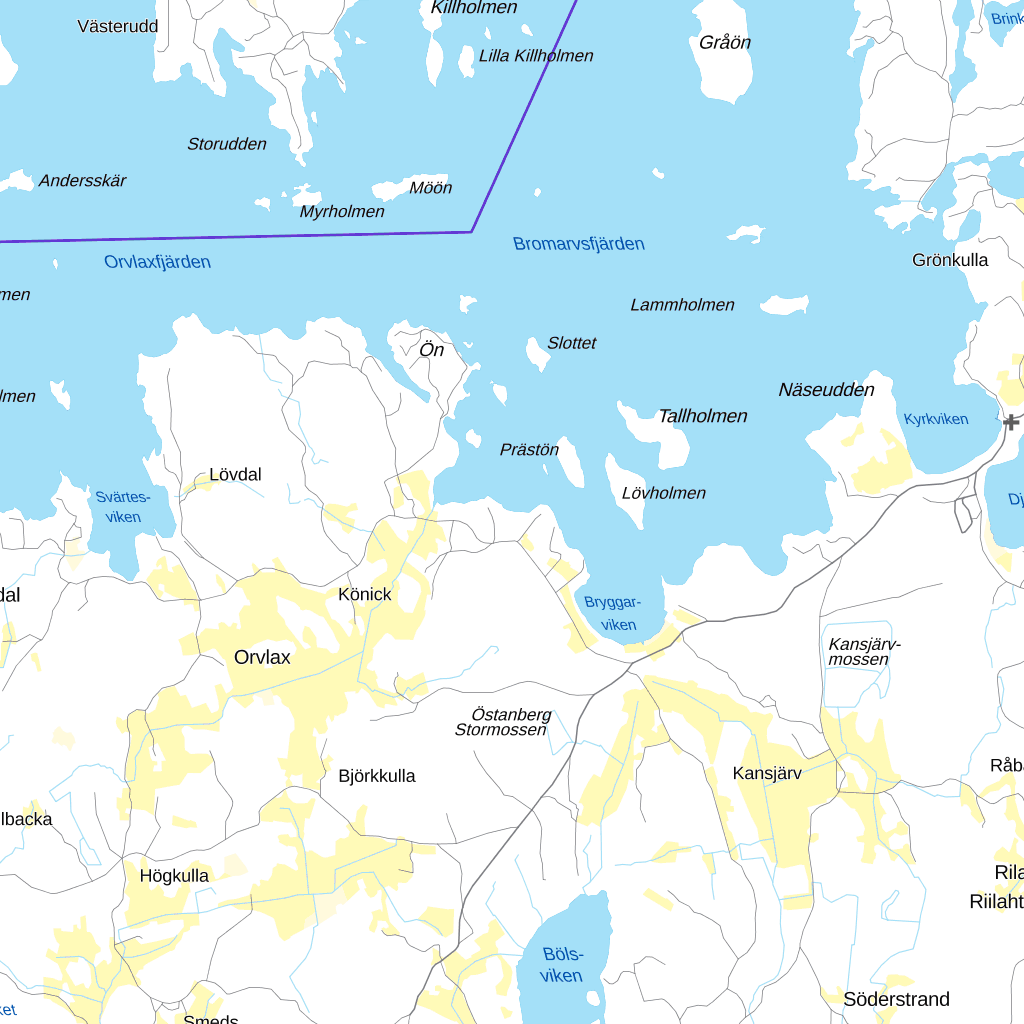 Killholmen
Västerudd
Brink
Gråön
Lilla Killholmen
Storudden
Andersskär
Möön
Myrholmen
Bromarvsfjärden
Orvlaxfjärden
Grönkulla
men
Lammholmen
Slottet
Ön
Näseudden
lmen
Tallholmen
Kyrkviken
Prästön
Lövdal
Lövholmen
Svärtes-
viken
Dj
Könick
dal
Bryggar-
viken
Kansjärv-
mossen
Orvlax
Östanberg
Stormossen
Råb
Kansjärv
Björkkulla
lbacka
Högkulla
Rila
Riilaht
Böls-
viken
Söderstrand
ket
Smeds